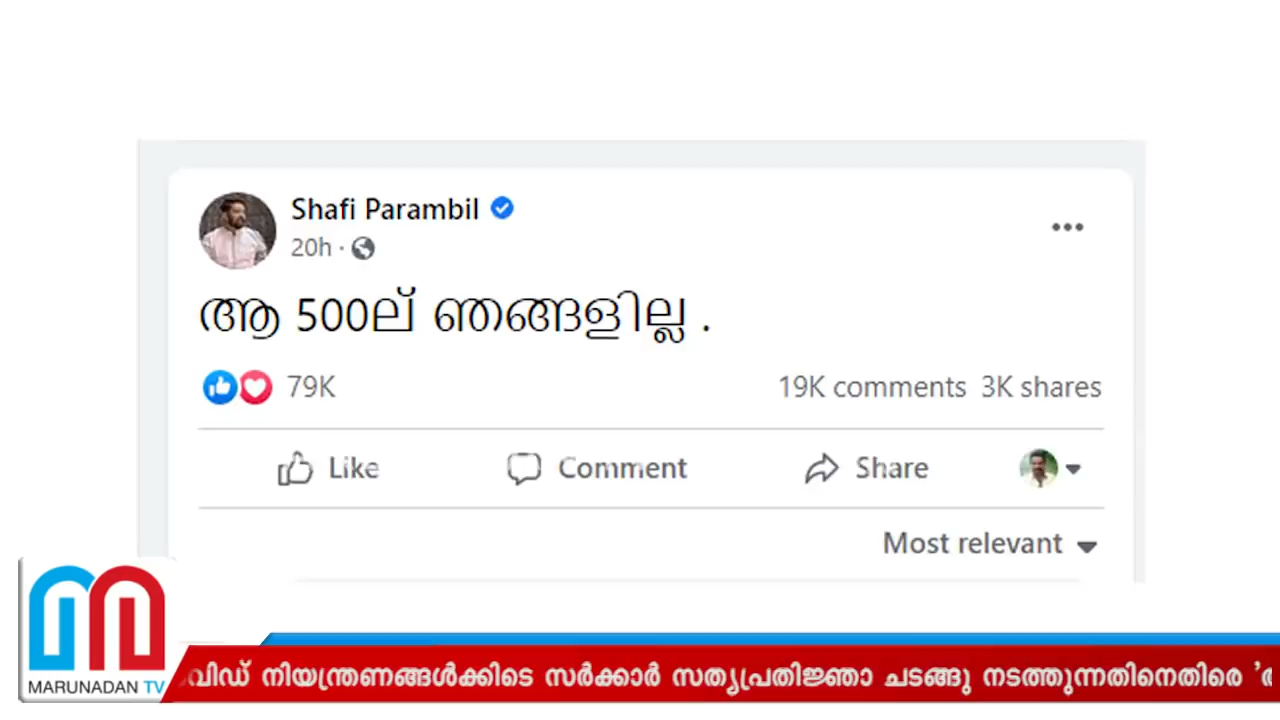 Shafi Parambil
20h ·
ആ 500ല് ഞങ്ങളില്ല .
79K 19K comments 3K shares
Like Comment Share
Most relevant
MARUNADAN TV
നിയന്ത്രണങ്ങൾക്കിടെ സർക്കാർ സത്യപ്രതിജ്ഞാ ചടങ്ങു നടത്തുന്നതിനെതിരെ